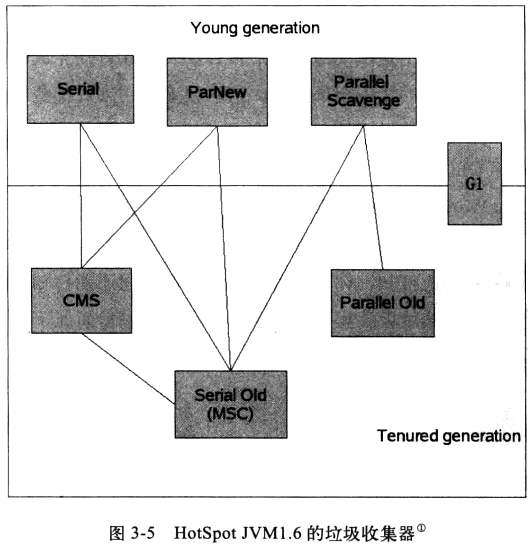 Young generation
Serial
ParNew
Parallel
Scavenge
G1
CMS
Parallel Old
Serial Old
(MSC)
Tenured generation
图 3-5 HotSpot JVM1.6 的垃圾收集器①